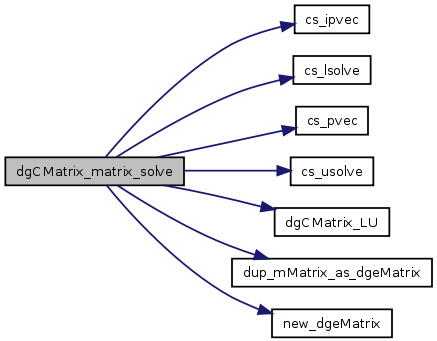 cs_ipvec
cs_lsolve
cs_pvec
dgCMatrix_matrix_solve
cs_usolve
dgCMatrix_LU
dup_mMatrix_as_dgeMatrix
new_dgeMatrix